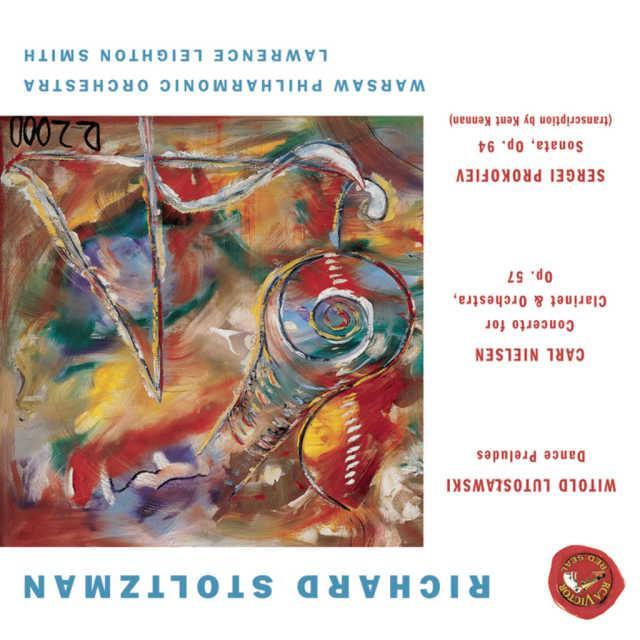 RCA VICTOR
RED SEAL
RICHARD STOLTZMAN
WITOLD LUTOSŁAWSKI
Dance Preludes
CARL NIELSEN
Concerto for
Clarinet & Orchestra,
Op. 57
SERGEI PROKOFIEV
Sonata, Op. 94
(transcription by Kent Kennan)
WARSAW PHILHARMONIC ORCHESTRA
LAWRENCE LEIGHTON SMITH